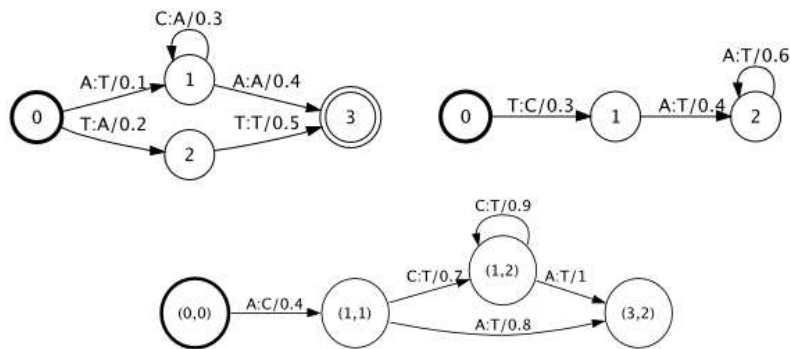 C:A/0.3
A:T/0.6
A:T/0.1
1
A:A/0.4
0
3
0
T:C/0.3
1
A:T/0.4
2
T:A/0.2
2
T:T/0.5
C:T/0.9
C:T/0.7
(1,2)
A:T/1
(0,0)
A:C/0.4
(1,1)
(3,2)
A:T/0.8